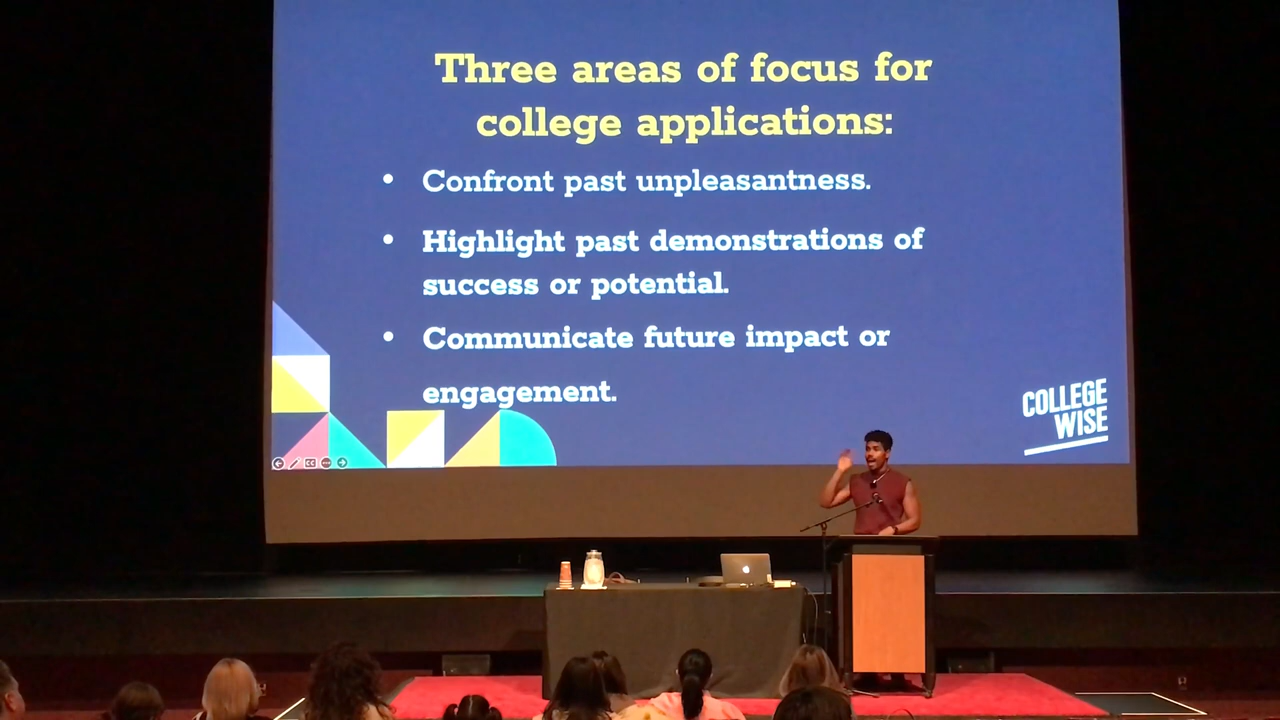 Three areas of focus for
college applications:
• Confront past unpleasantness.
• Highlight past demonstrations of
success or potential.
• Communicate future impact or
engagement.
COLLEGE
WISE
CC